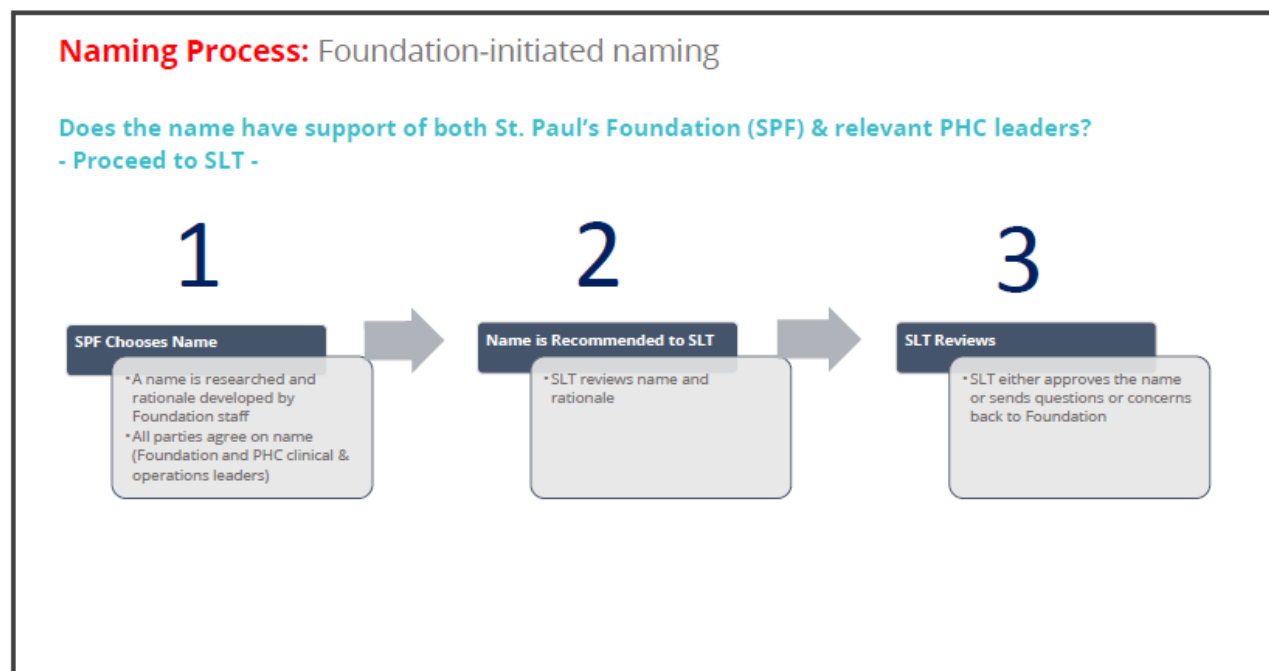 Naming Process: Foundation-initiated naming
Does the name have support of both St. Paul's Foundation (SPF) & relevant PHC leaders?
- Proceed to SLT -
1
SPF Chooses Name
•A name is researched and
rationale developed by
Foundation staff
•All parties agree on name
(Foundation and PHC clinical &
operations leaders)
2
Name is Recommended to SLT
•SLT reviews name and
rationale
3
SLT Reviews
•SLT either approves the name
or sends questions or concerns
back to Foundation